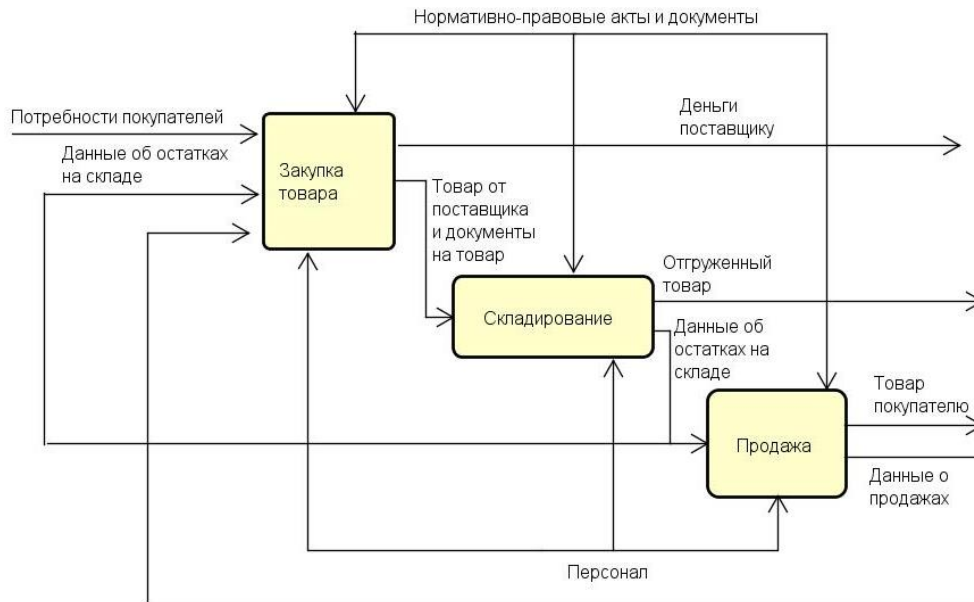 Нормативно-правовые акты и документы
Потребности покупателей
Данные об остатках
на складе
Закупка
товара
Деньги
поставщику
Товар от
поставщика
и документы
на товар
Складирование
Отгруженный
товар
Данные об
остатках на
складе
Продажа
Товар
покупателю
Данные о
продажах
Персонал